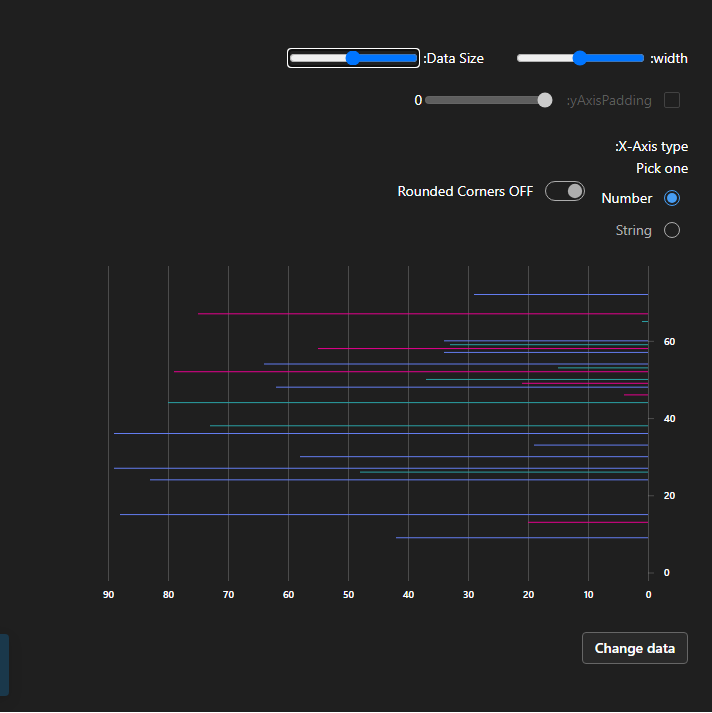 :width
:Data Size
:yAxisPadding
0
:X-Axis type
Pick one
Number
Rounded Corners OFF
String
60
40
20
0
90 80 70 60 50 40 30 20 10 0
Change data